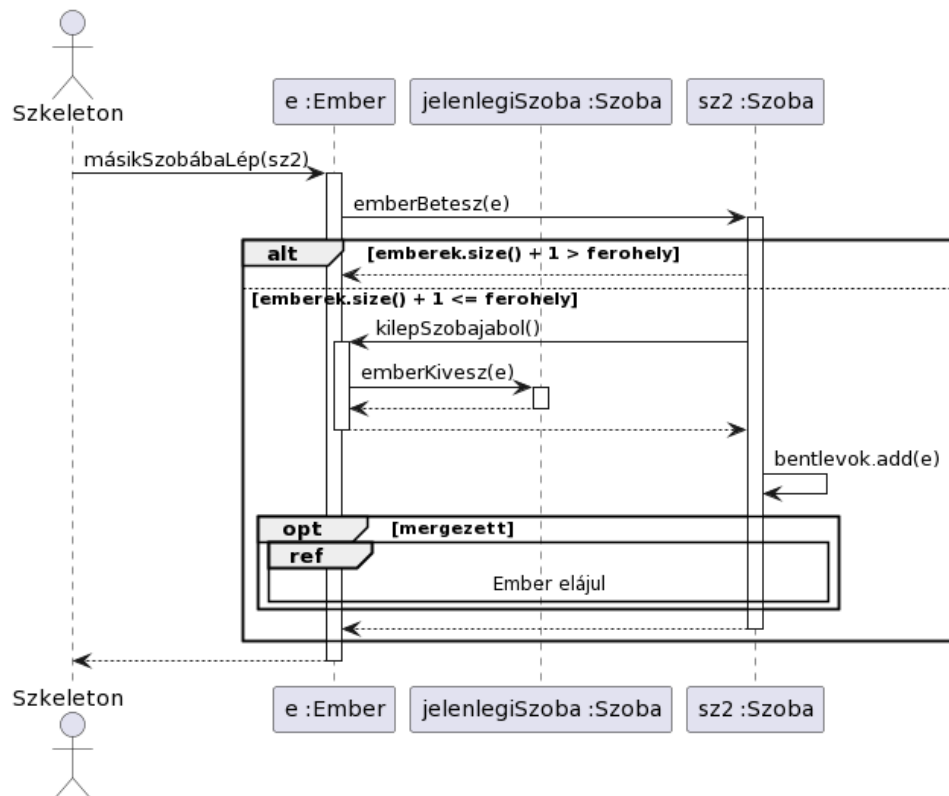 Szkeleton
e :Ember
jelenlegiSzoba :Szoba
sz2 :Szoba
másikSzobábaLép(sz2)
emberBetesz(e)
alt
[emberek.size() + 1 > ferohely]
[emberek.size() + 1 <= ferohely]
kilepSzobajabol()
emberKivesz(e)
bentlevok.add(e)
opt
[mergezett]
ref
Ember elájul
Szkeleton
e :Ember
jelenlegiSzoba :Szoba
sz2 :Szoba